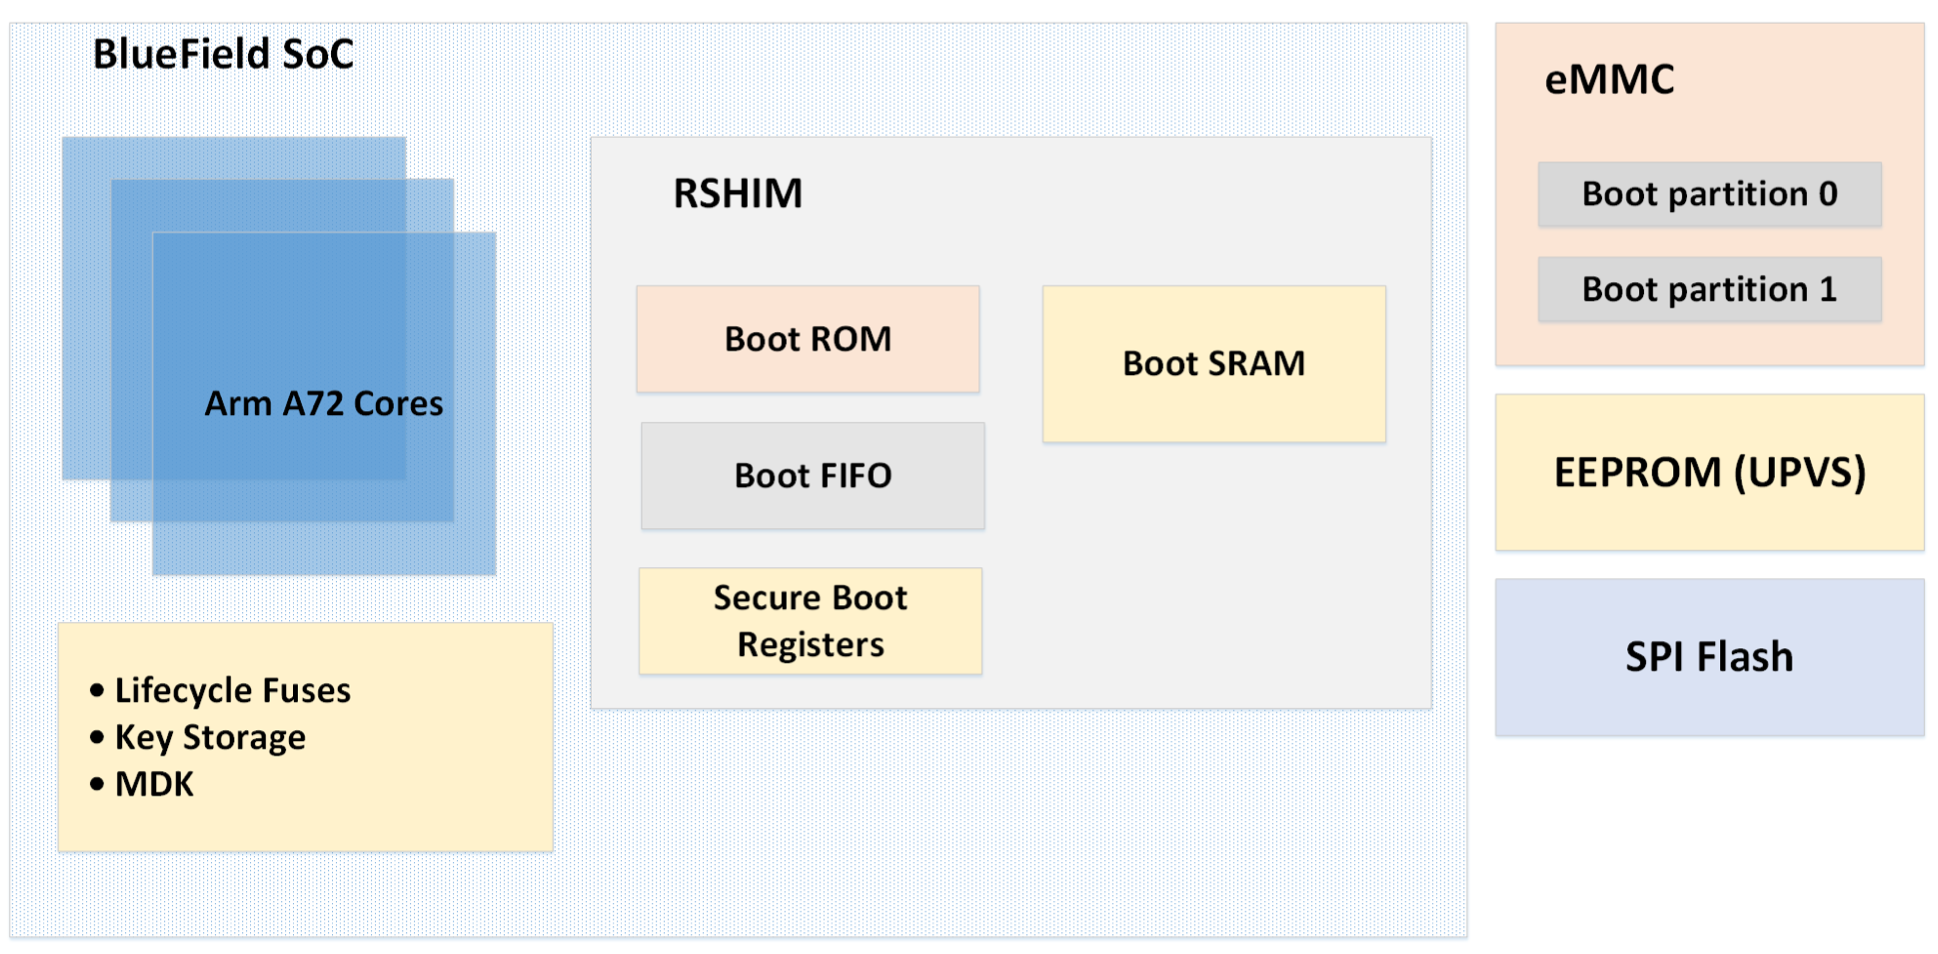 BlueField SoC
Arm A72 Cores
• Lifecycle Fuses
• Key Storage
• MDK
RSHIM
Boot ROM
Boot FIFO
Secure Boot
Registers
Boot SRAM
eMMC
Boot partition 0
Boot partition 1
EEPROM (UPVS)
SPI Flash